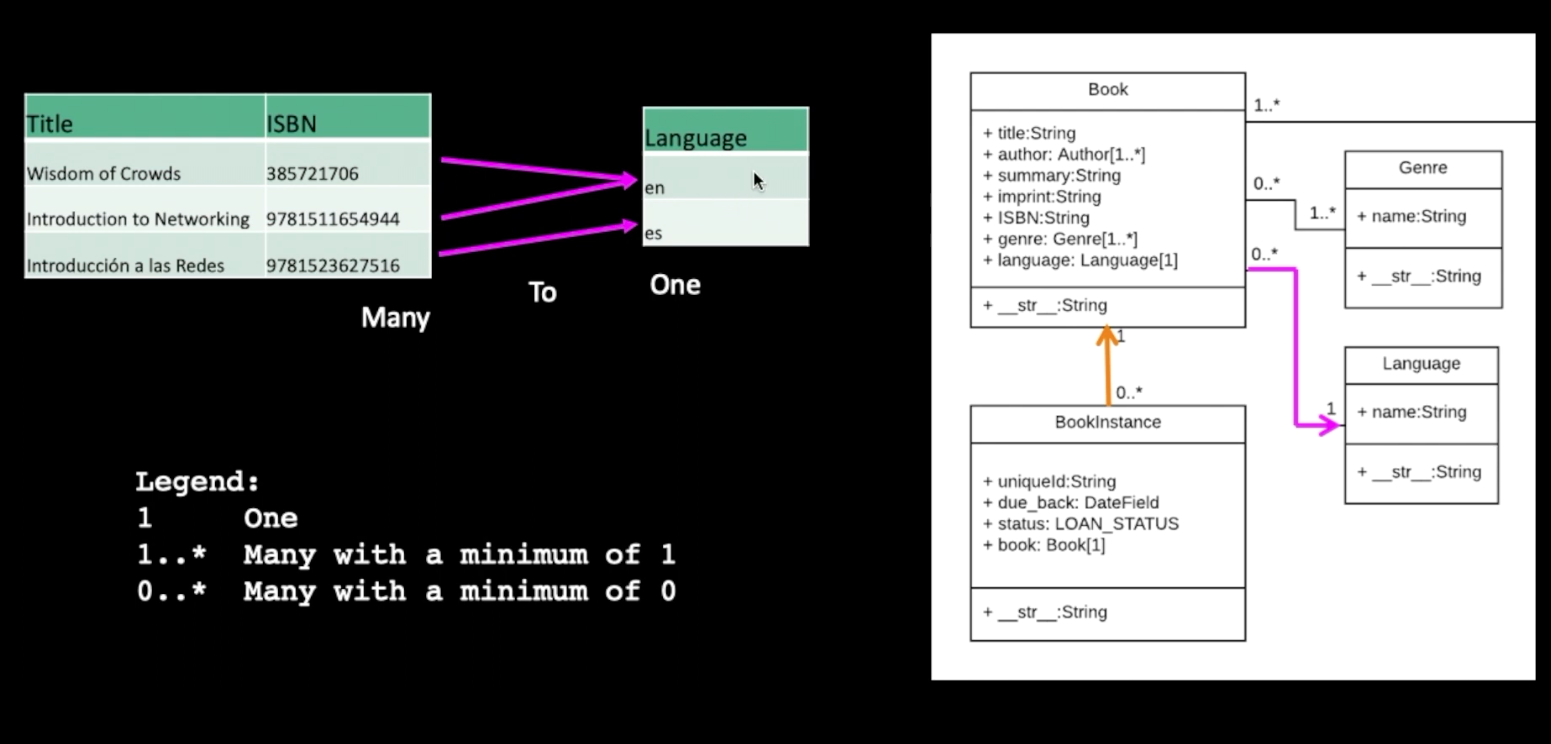 Title ISBN
Wisdom of Crowds 385721706
Introduction to Networking 9781511654944
Introducción a las Redes 9781523627516
Language
en
es
Many To One
Legend:
1 One
1..* Many with a minimum of 1
0..* Many with a minimum of 0
Book
+ title:String
+ author: Author[1..*]
+ summary:String
+ imprint:String
+ ISBN:String
+ genre: Genre[1..*]
+ language: Language[1]
+ __str__:String
1..*
0..*
1..*
0..*
1
1
0..*
Genre
+ name:String
+ __str__:String
Language
+ name:String
+ __str__:String
BookInstance
+ uniqueId:String
+ due_back: DateField
+ status: LOAN_STATUS
+ book: Book[1]
+ __str__:String